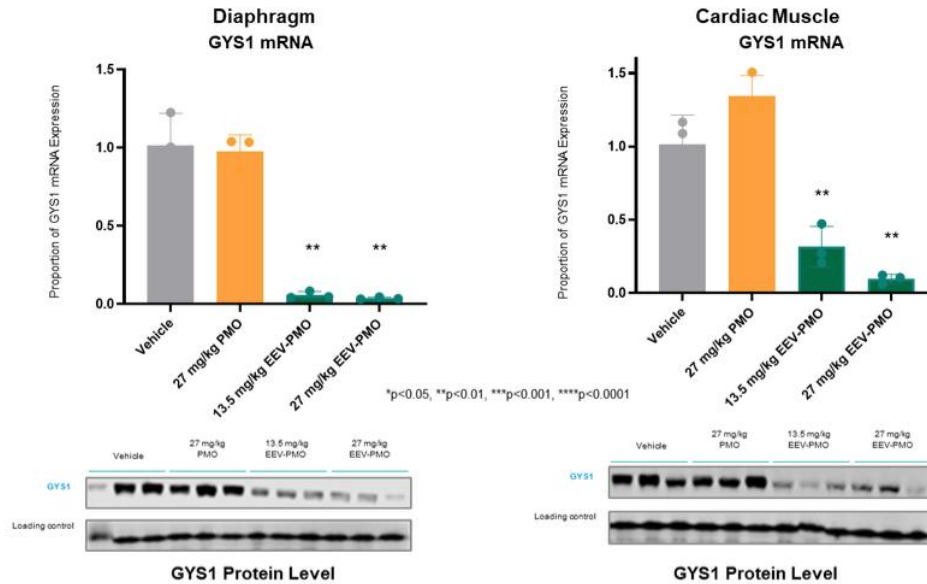 Diaphragm
GYS1 mRNA
Proportion of GYS1 mRNA Expression
1.5
1.0
0.5
0.0
**
**
Vehicle
27 mg/kg PMO
13.5 mg/kg EEV-PMO
27 mg/kg EEV-PMO
Cardiac Muscle
GYS1 mRNA
Proportion of GYS1 mRNA Expression
1.5
1.0
0.5
0.0
**
**
Vehicle
27 mg/kg PMO
13.5 mg/kg EEV-PMO
27 mg/kg EEV-PMO
*p<0.05, **p<0.01, ***p<0.001, ****p<0.0001
Vehicle
27 mg/kg
PMO
13.5 mg/kg
EEV-PMO
27 mg/kg
EEV-PMO
GYS1
Loading control
GYS1 Protein Level
Vehicle
27 mg/kg
PMO
13.5 mg/kg
EEV-PMO
27 mg/kg
EEV-PMO
GYS1
Loading control
GYS1 Protein Level